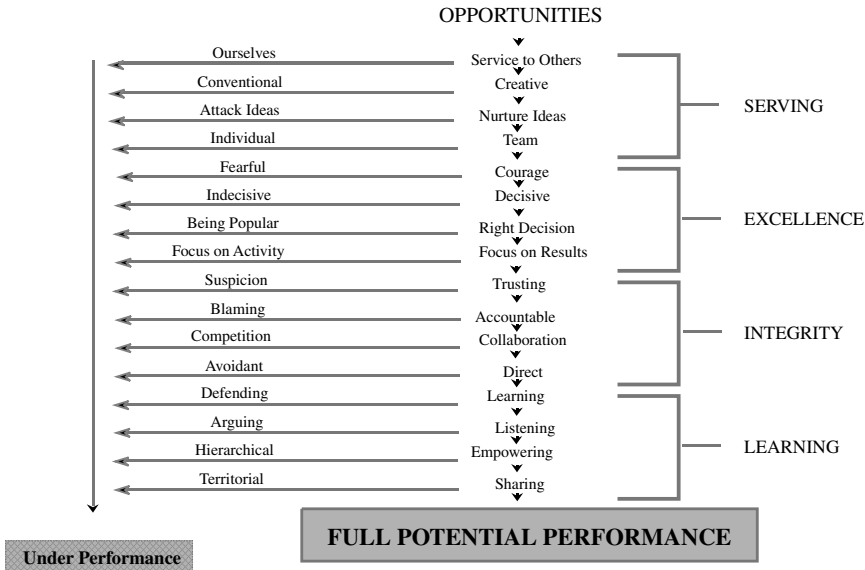 OPPORTUNITIES
Ourselves
Service to Others
Conventional
Creative
Attack Ideas
Nurture Ideas
Individual
Team
SERVING
Fearful
Courage
Indecisive
Decisive
Being Popular
Right Decision
Focus on Activity
Focus on Results
EXCELLENCE
Suspicion
Trusting
Blaming
Accountable
Competition
Collaboration
Avoidant
Direct
INTEGRITY
Defending
Learning
Arguing
Listening
Hierarchical
Empowering
Territorial
Sharing
LEARNING
Under Performance
FULL POTENTIAL PERFORMANCE